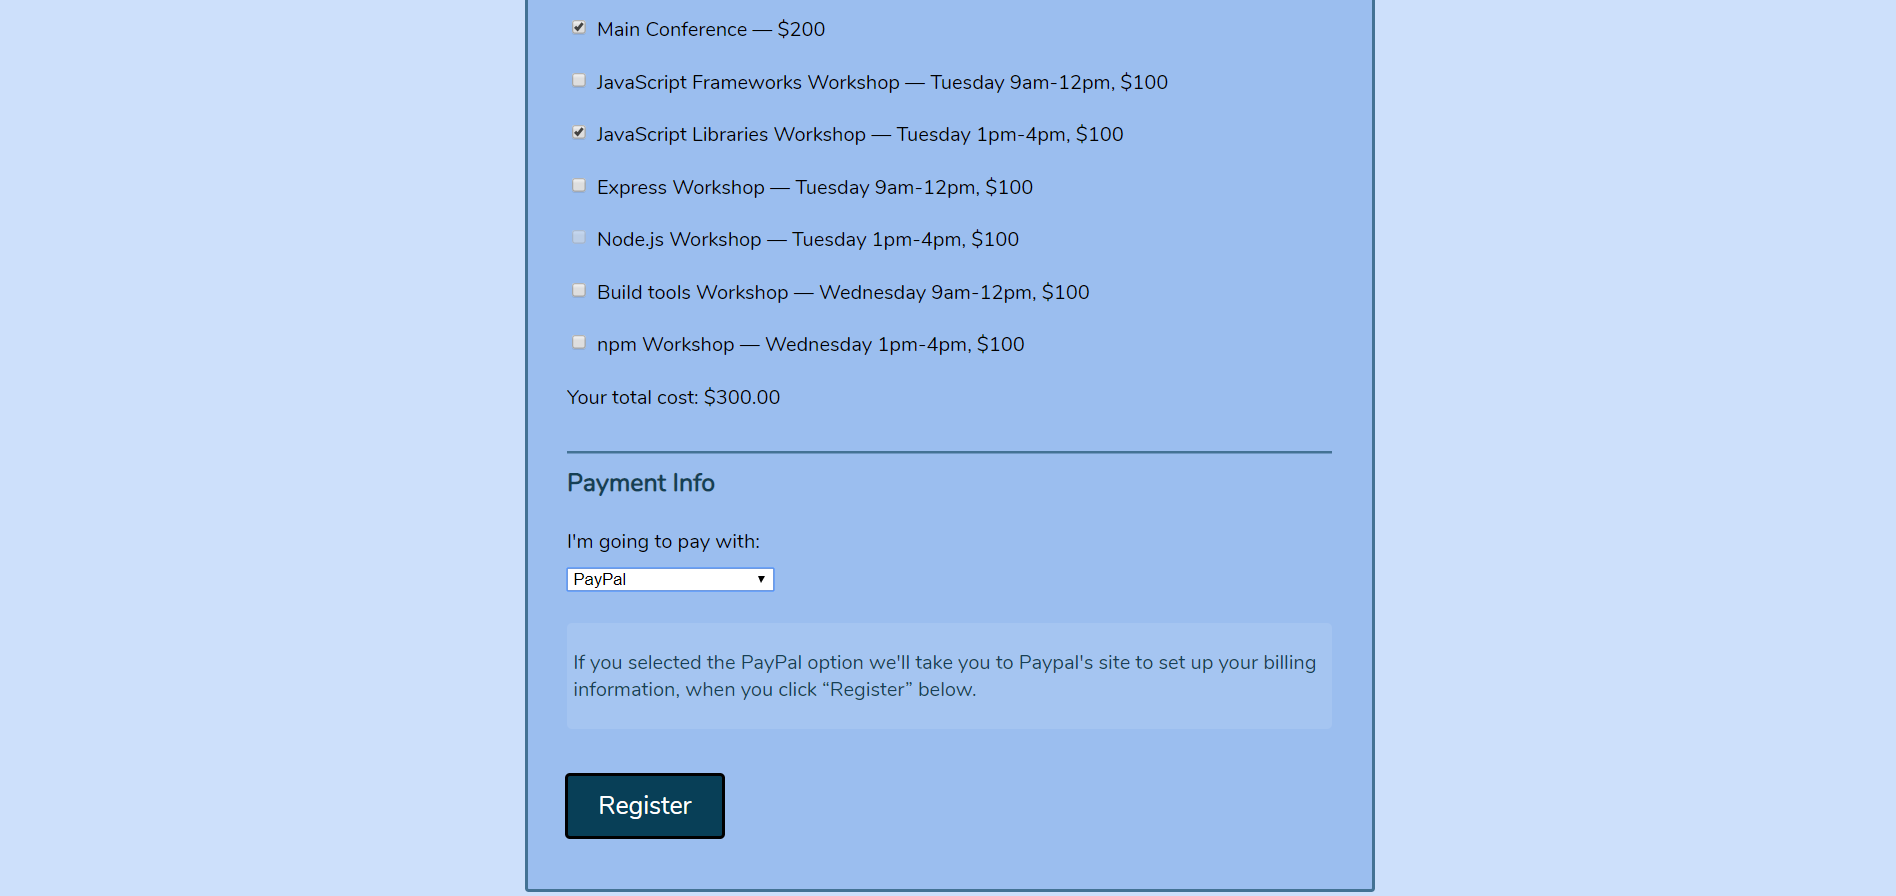 Main Conference — $200
JavaScript Frameworks Workshop — Tuesday 9am-12pm, $100
JavaScript Libraries Workshop — Tuesday 1pm-4pm, $100
Express Workshop — Tuesday 9am-12pm, $100
Node.js Workshop — Tuesday 1pm-4pm, $100
Build tools Workshop — Wednesday 9am-12pm, $100
npm Workshop — Wednesday 1pm-4pm, $100
Your total cost: $300.00
Payment Info
I'm going to pay with:
PayPal
If you selected the PayPal option we'll take you to Paypal's site to set up your billing
information, when you click “Register” below.
Register